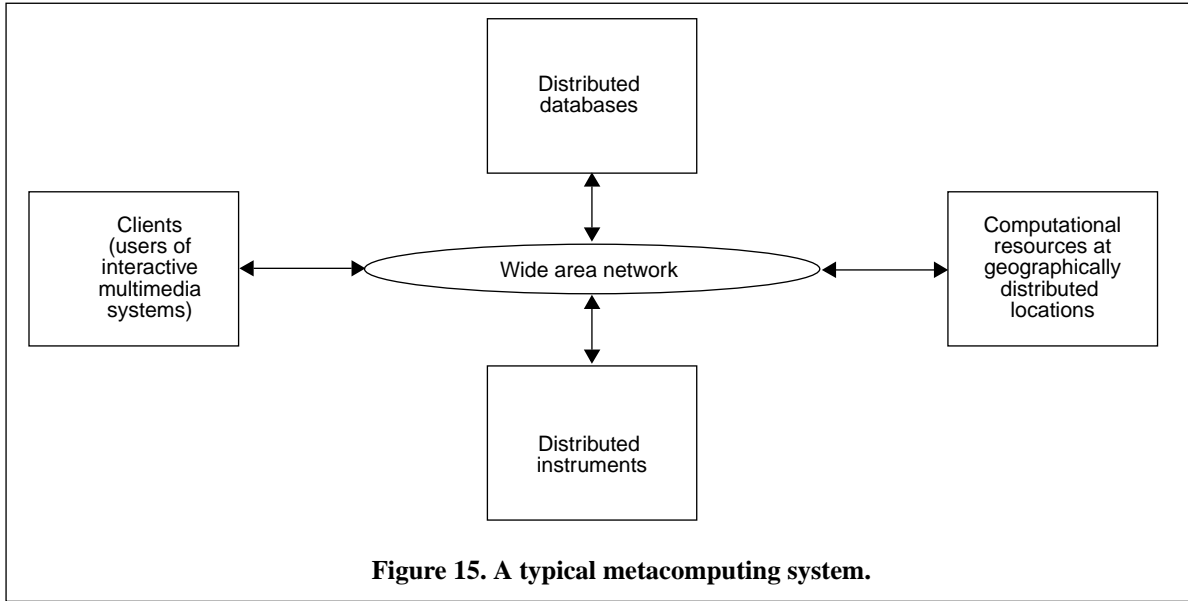 Distributed
databases
Clients
(users of
interactive
multimedia
systems)
Wide area network
Computational
resources at
geographically
distributed
locations
Distributed
instruments
Figure 15. A typical metacomputing system.